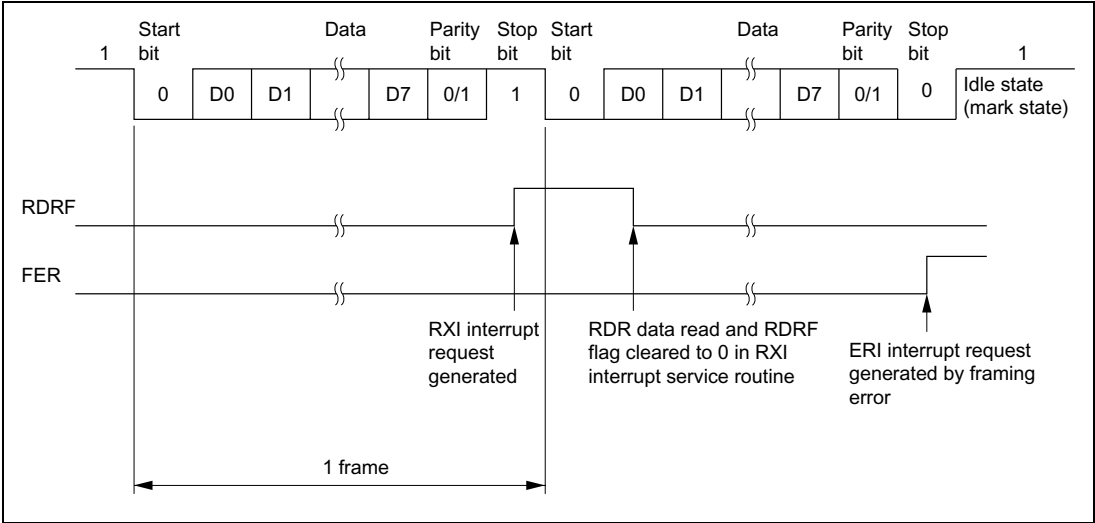 Start Data Parity Stop Start Data Parity Stop
1 bit bit bit bit bit bit 1
0 D0 D1 D7 0/1 1 0 D0 D1 D7 0/1 0 Idle state
(mark state)
RDRF
FER
RXI interrupt
request
generated
RDR data read and RDRF
flag cleared to 0 in RXI
interrupt service routine
ERI interrupt request
generated by framing
error
1 frame